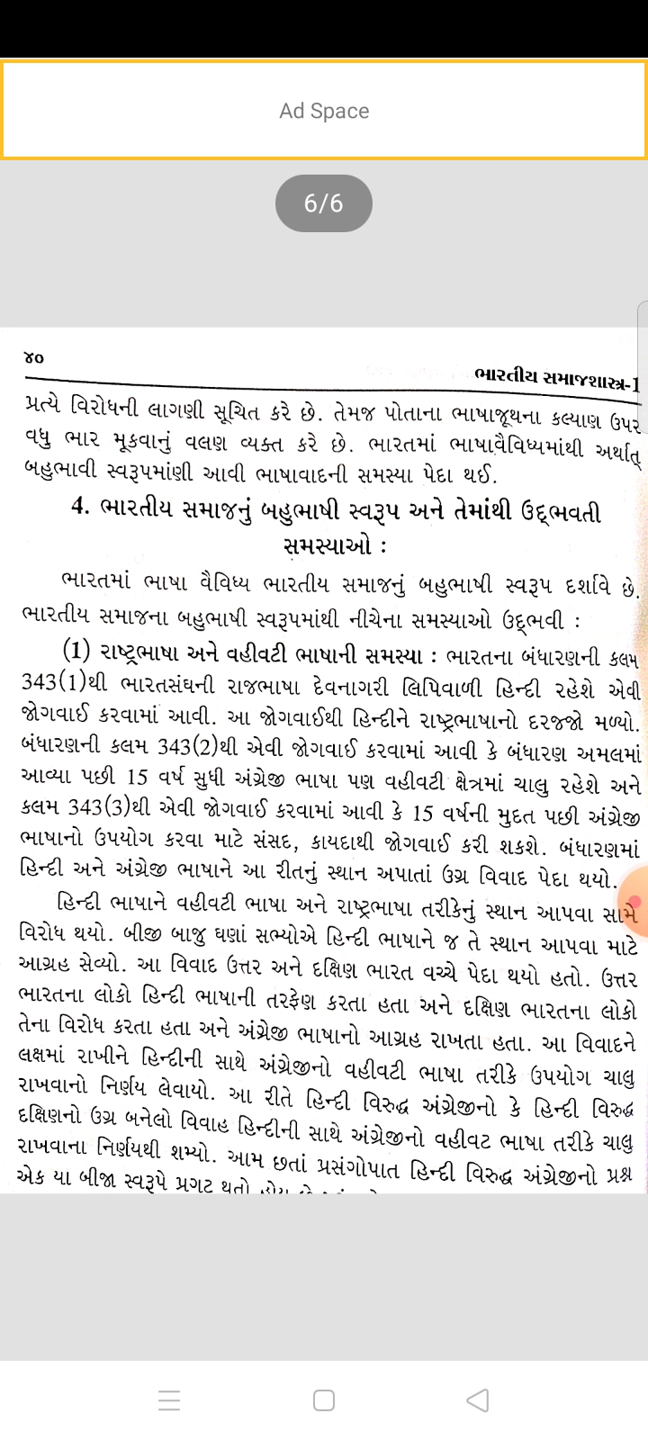 Ad Space
6/6
૪૦
ભારતીય સમાજશાસ્ત્ર-1
પ્રત્યે વિરોધની લાગણી સૂચિત કરે છે. તેમજ પોતાના ભાષાજૂથના કલ્યાણ ઉપર
વધુ ભાર મૂકવાનું વલણ વ્યક્ત કરે છે. ભારતમાં ભાષાવૈવિધ્યમાંથી અર્થાત્
બહુભાવી સ્વરૂપમાંણી આવી ભાષાવાદની સમસ્યા પેદા થઈ.
4. ભારતીય સમાજનું બહુભાષી સ્વરૂપ અને તેમાંથી ઉદ્દભવતી
સમસ્યાઓ :
ભારતમાં ભાષા વૈવિધ્ય ભારતીય સમાજનું બહુભાષી સ્વરૂપ દર્શાવે છે.
ભારતીય સમાજના બહુભાષી સ્વરૂપમાંથી નીચેના સમસ્યાઓ ઉદ્દભવી :
(1) રાષ્ટ્રભાષા અને વહીવટી ભાષાની સમસ્યા : ભારતના બંધારણની કલમ
343(1)થી ભારતસંઘની રાજભાષા દેવનાગરી લિપિવાળી હિન્દી રહેશે એવી
જોગવાઈ કરવામાં આવી. આ જોગવાઈથી હિન્દીને રાષ્ટ્રભાષાનો દરજ્જો મળ્યો.
બંધારણની કલમ 343(2)થી એવી જોગવાઈ કરવામાં આવી કે બંધારણ અમલમાં
આવ્યા પછી 15 વર્ષ સુધી અંગ્રેજી ભાષા પણ વહીવટી ક્ષેત્રમાં ચાલુ રહેશે અને
કલમ 343(3)થી એવી જોગવાઈ કરવામાં આવી કે 15 વર્ષની મુદત પછી અંગ્રેજી
ભાષાનો ઉપયોગ કરવા માટે સંસદ, કાયદાથી જોગવાઈ કરી શકશે. બંધારણમાં
હિન્દી અને અંગ્રેજી ભાષાને આ રીતનું સ્થાન અપાતાં ઉગ્ર વિવાદ પેદા થયો.
હિન્દી ભાષાને વહીવટી ભાષા અને રાષ્ટ્રભાષા તરીકેનું સ્થાન આપવા સામે
વિરોધ થયો. બીજી બાજુ ઘણાં સભ્યોએ હિન્દી ભાષાને જ તે સ્થાન આપવા માટે
આગ્રહ સેવ્યો. આ વિવાદ ઉત્તર અને દક્ષિણ ભારત વચ્ચે પેદા થયો હતો. ઉત્તર
ભારતના લોકો હિન્દી ભાષાની તરફેણ કરતા હતા અને દક્ષિણ ભારતના લોકો
તેના વિરોધ કરતા હતા અને અંગ્રેજી ભાષાનો આગ્રહ રાખતા હતા. આ વિવાદને
લક્ષમાં રાખીને હિન્દીની સાથે અંગ્રેજીનો વહીવટી ભાષા તરીકે ઉપયોગ ચાલુ
રાખવાનો નિર્ણય લેવાયો. આ રીતે હિન્દી વિરુદ્ધ અંગ્રેજીનો કે હિન્દી વિરુદ્ધ
દક્ષિણનો ઉગ્ર બનેલો વિવાહ હિન્દીની સાથે અંગ્રેજીનો વહીવટ ભાષા તરીકે ચાલુ
રાખવાના નિર્ણયથી શમ્યો. આમ છતાં પ્રસંગોપાત હિન્દી વિરુદ્ધ અંગ્રેજીનો પ્રશ્ન
એક યા બીજા સ્વરૂપે પ્રગટ થતો